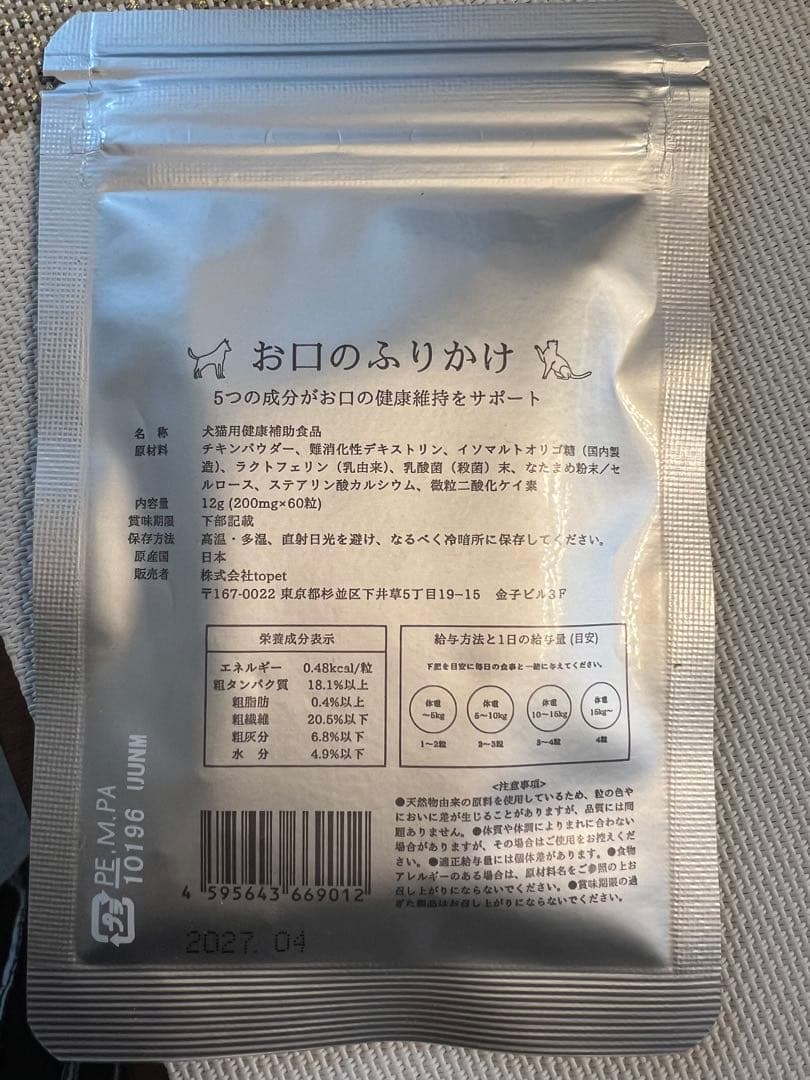 お口のふりかけ
5つの成分がお口の健康維持をサポート
名 称 犬猫用健康補助食品
原材料 チキンパウダー、難消化性デキストリン、イソマルトオリゴ糖（国内製
造）、ラクトフェリン（乳由来）、乳酸菌（殺菌）末、なたまめ粉末／セ
ルロース、ステアリン酸カルシウム、微粒二酸化ケイ素
内容量 12g (200mg×60粒)
賞味期限 下部記載
保存方法 高温・多湿、直射日光を避け、なるべく冷暗所に保存してください。
原産国 日本
販売者 株式会社topet
〒167-0022 東京都杉並区下井草5丁目19-15 金子ビル3F
栄養成分表示
エネルギー 0.48kcal/粒
粗タンパク質 18.1%以上
粗脂肪 0.4%以上
粗繊維 20.5%以下
粗灰分 6.8%以下
水 分 4.9%以下
給与方法と1日の給与量 (目安)
下記を目安に毎日の食事と一緒に与えてください。
体重 ～5kg
体重 5～10kg
体重 10～15kg
体重 15kg～
1～2粒
2～3粒
3～4粒
4粒
<注意事項>
●天然物由来の原料を使用しているため、粒の色や
においに差が生じることがありますが、品質には問
題ありません。●体質や体調によりまれに合わない
場合がありますが、その場合はご使用をお控えくだ
さい。●適正給与量には個体差があります。●食物
アレルギーのある場合は、原材料名をご参照の上お
召し上がりにならないでください。●賞味期限の過
ぎた製品はお召し上がりにならないでください。
4 595643 669012
2027. 04
プラ
PE.M.PA
10196 IJUNM